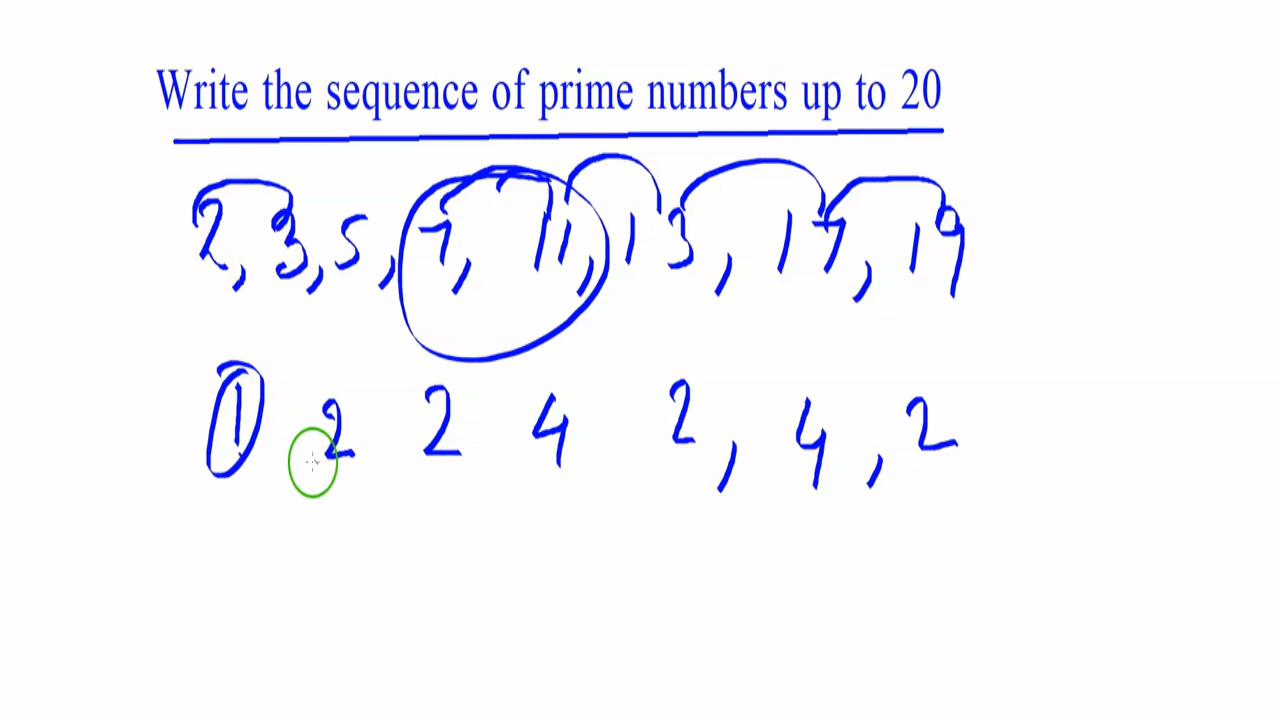 Write the sequence of prime numbers up to 20
2, 3, 5, 7, 11, 13, 17, 19
1 2 2 4 2, 4, 2